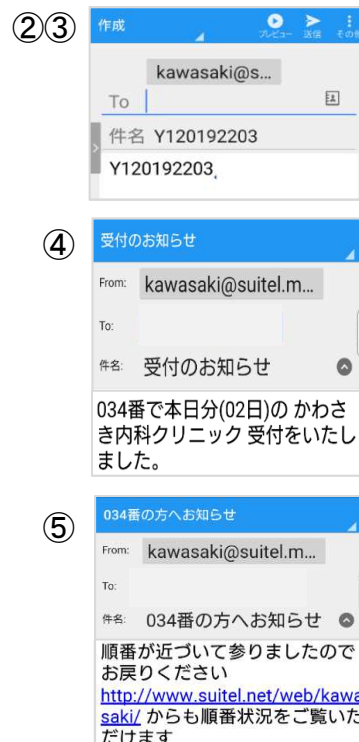 ②③
作成
プレビュー 送信 その他
kawasaki@s...
To
件名 Y120192203
Y120192203
④
受付のお知らせ
From: kawasaki@suitel.m...
To:
件名: 受付のお知らせ
034番で本日分(02日)の かわさ
き内科クリニック 受付をいたし
ました。
⑤
034番の方へお知らせ
From: kawasaki@suitel.m...
To:
件名: 034番の方へお知らせ
順番が近づいて参りましたので
お戻りください
http://www.suitel.net/web/kawa
saki/ からも順番状況をご覧いた
だけます